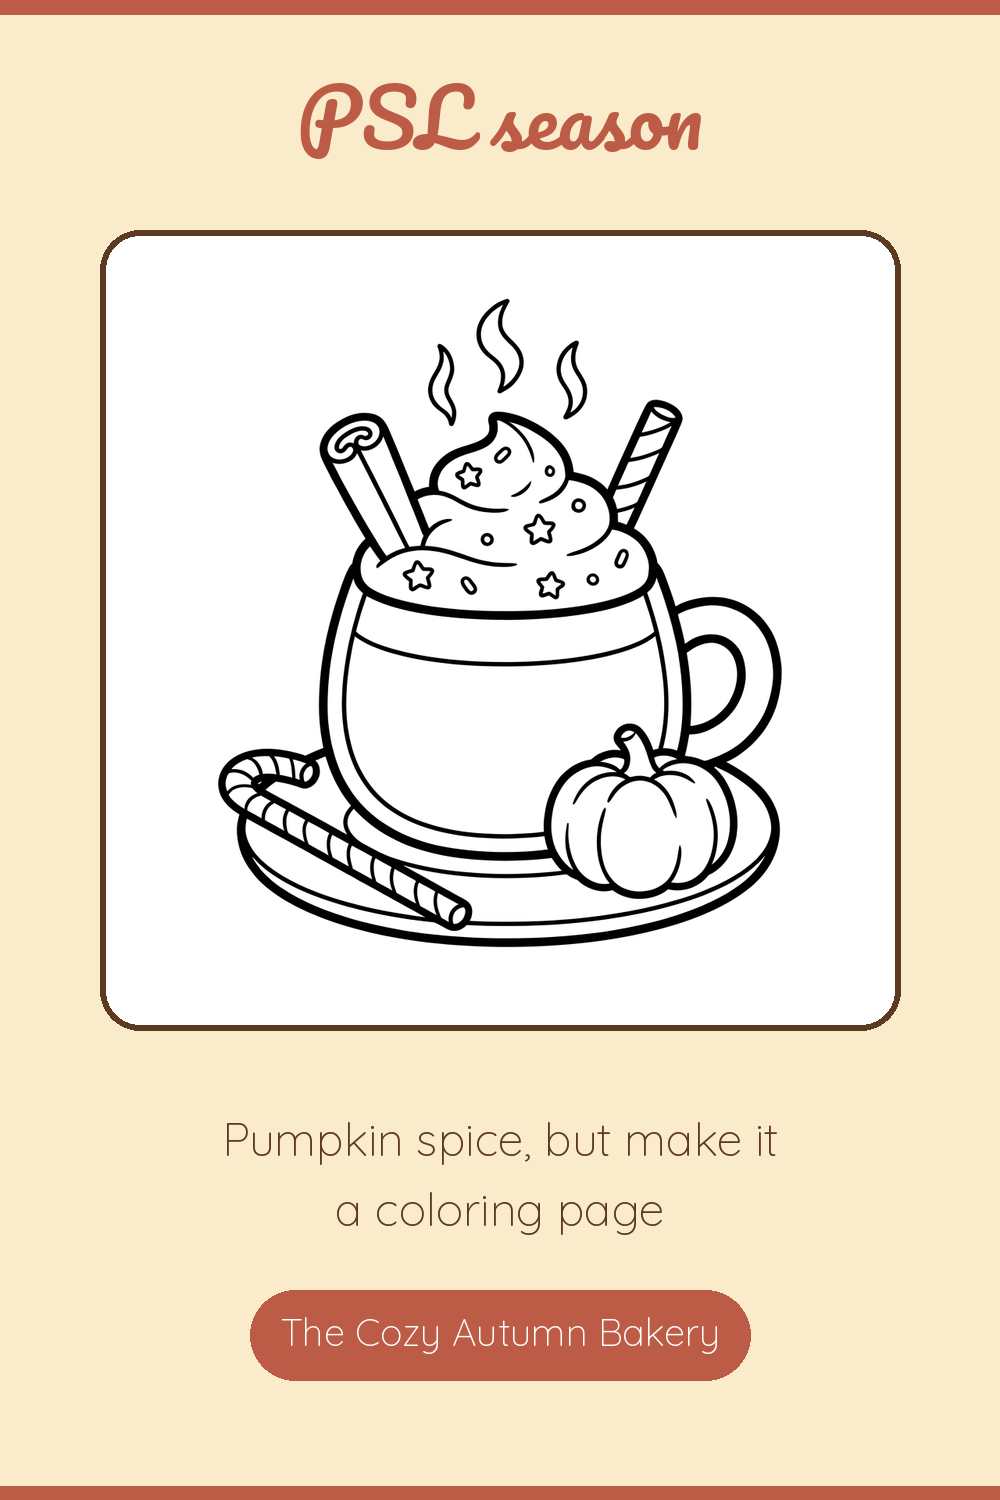 PSL season
Pumpkin spice, but make it
a coloring page
The Cozy Autumn Bakery